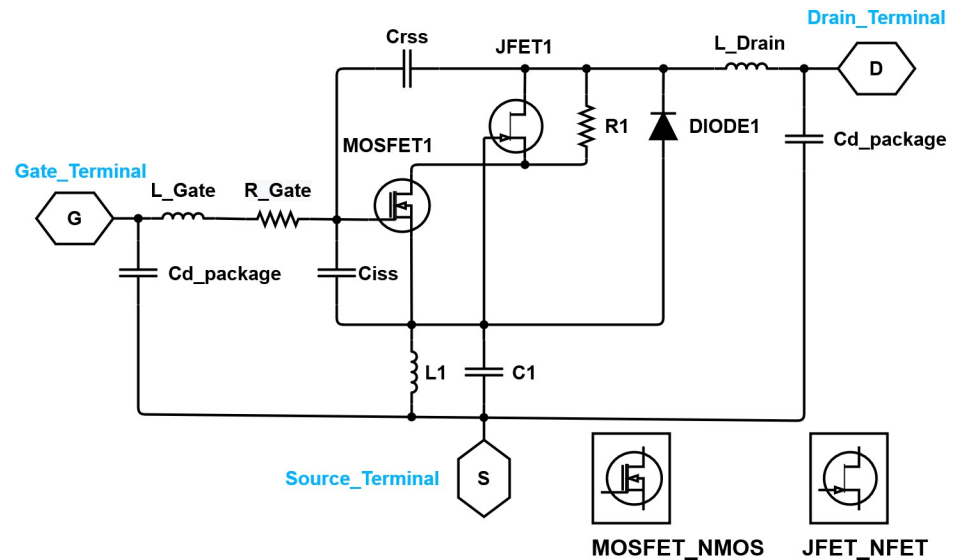 Drain_Terminal
Crss
JFET1
L_Drain
D
R1
DIODE1
Cd_package
MOSFET1
Gate_Terminal
L_Gate
R_Gate
G
Cd_package
Ciss
L1
C1
Source_Terminal
S
MOSFET_NMOS
JFET_NFET